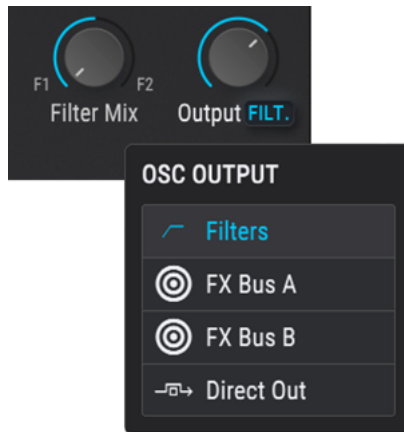 F1 F2
Filter Mix Output FILT.
OSC OUTPUT
Filters
FX Bus A
FX Bus B
Direct Out